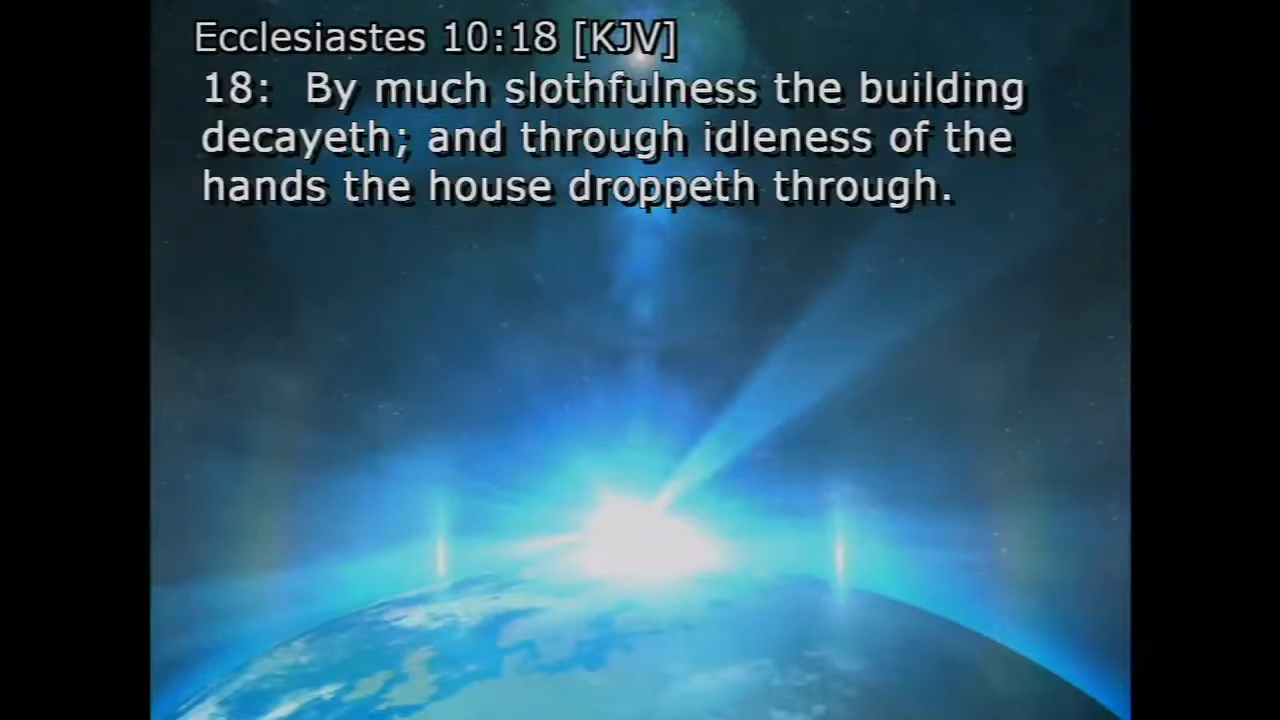 Ecclesiastes 10:18 [KJV]
18: By much slothfulness the building
decayeth; and through idleness of the
hands the house droppeth through.